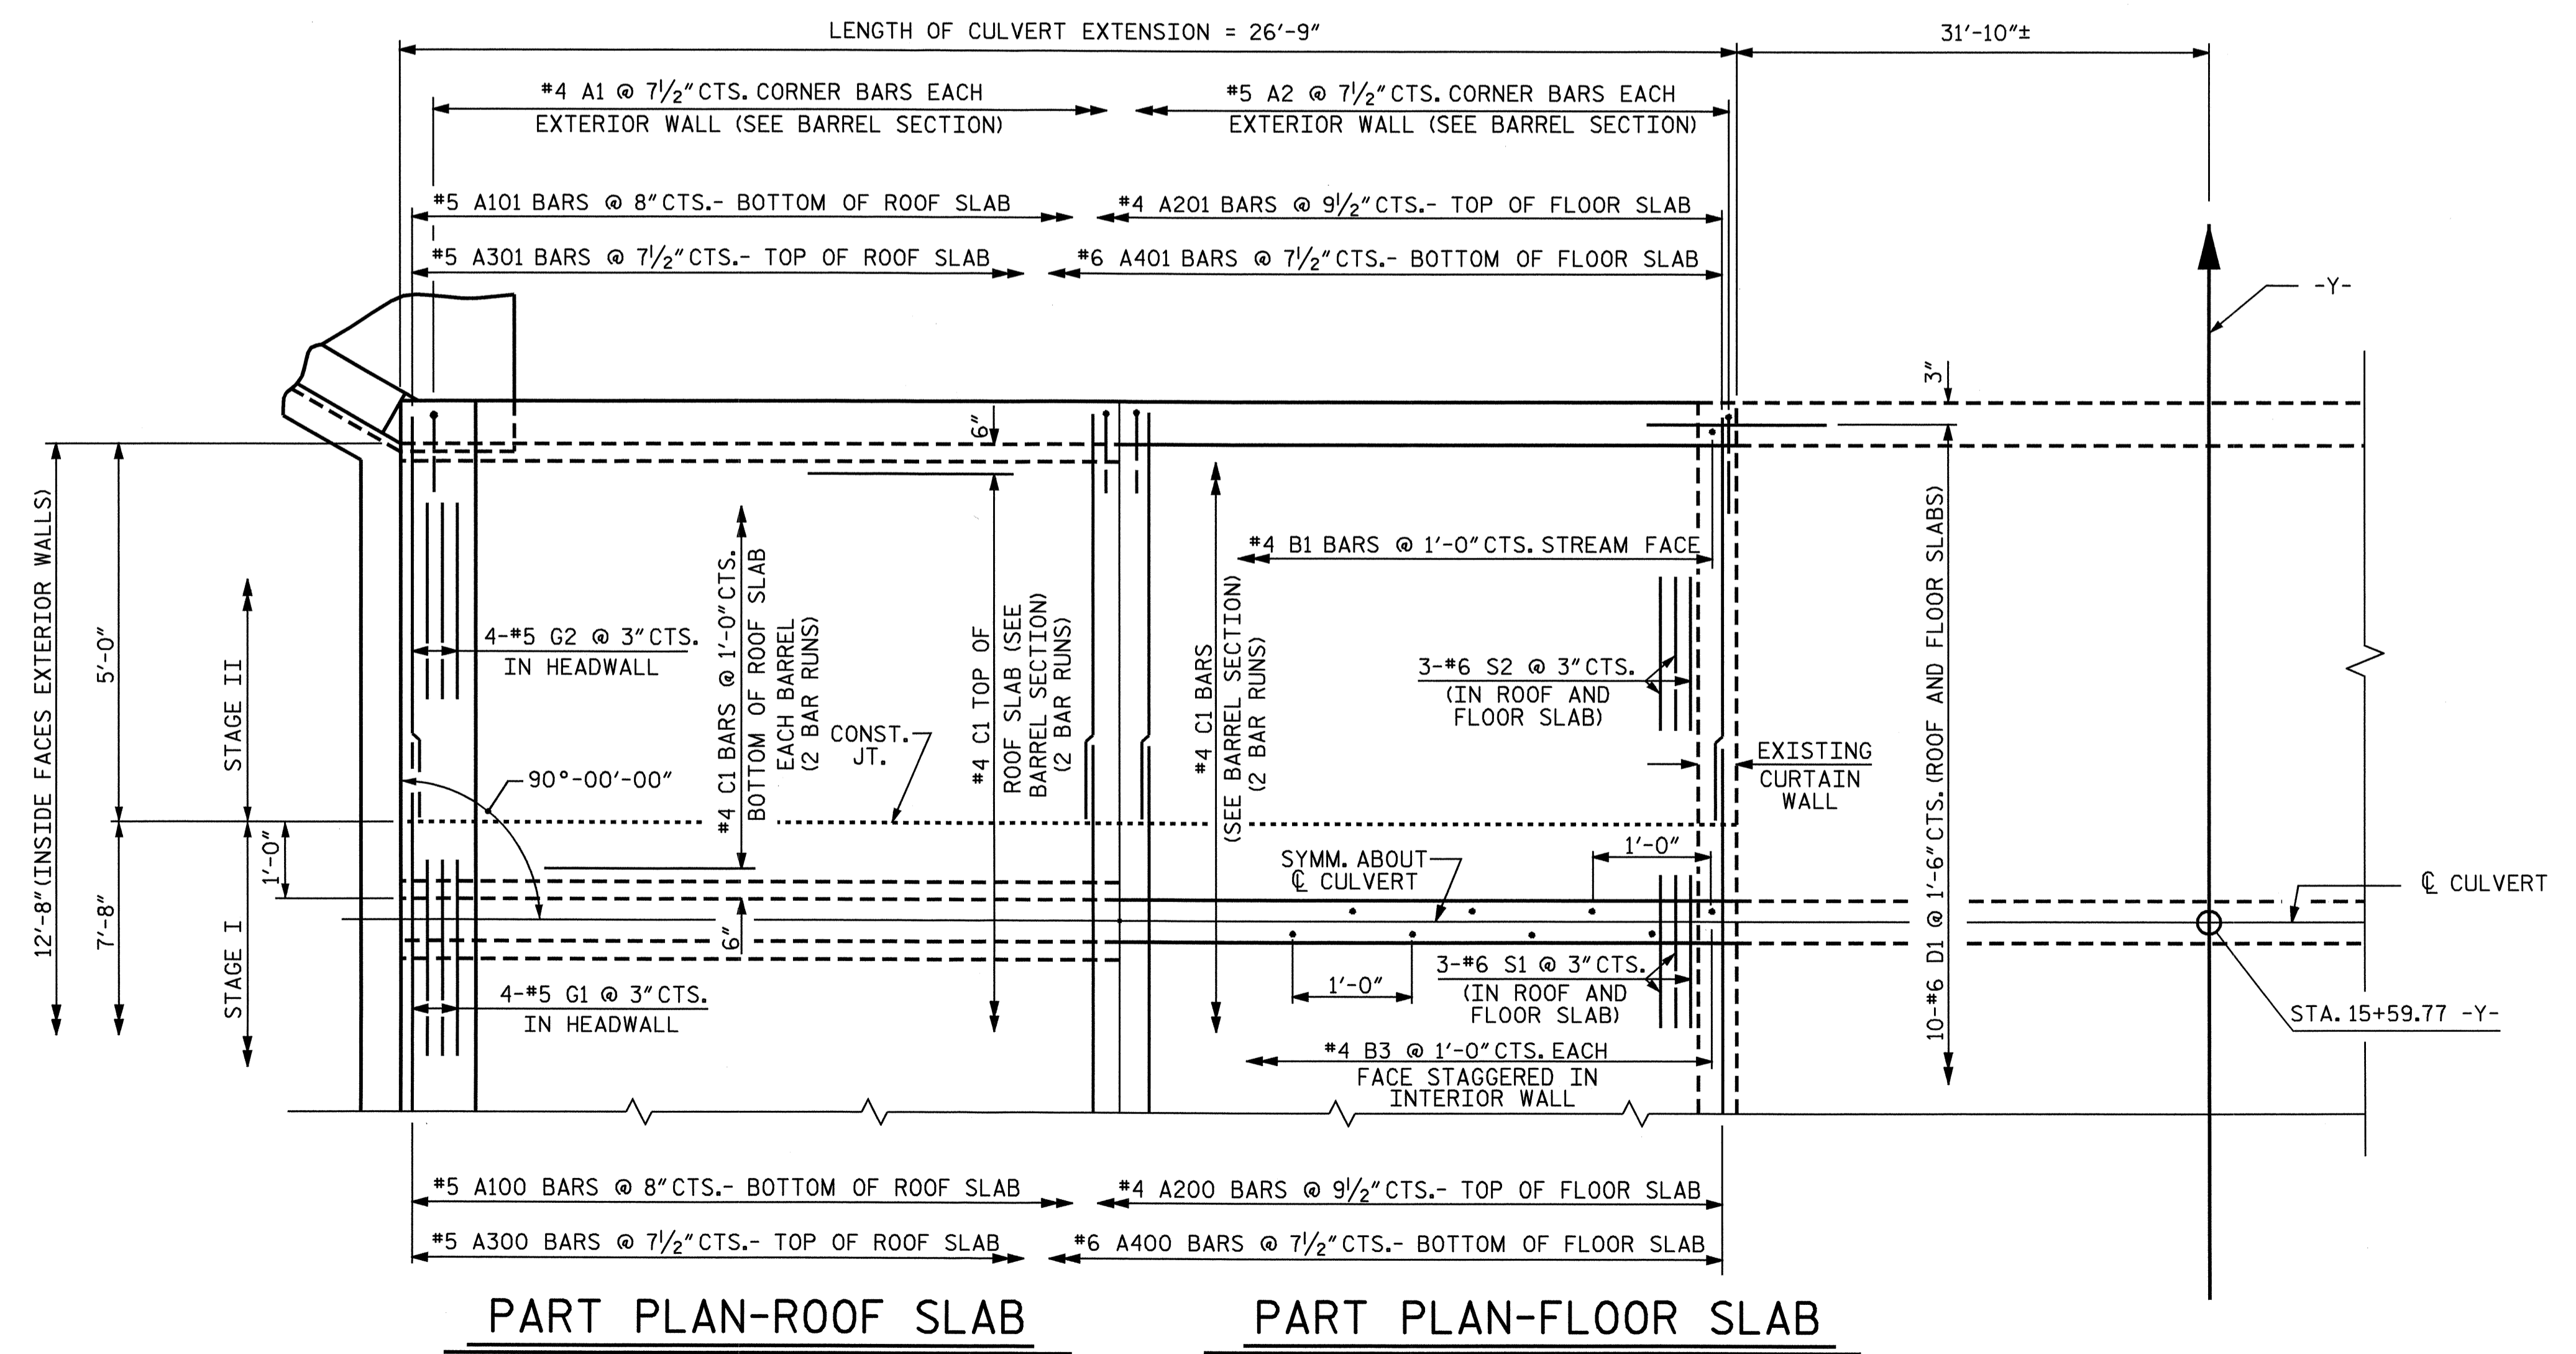 LENGTH OF CULVERT EXTENSION = 26'-9"
31'-10"±
#4 A1 @ 7½" CTS. CORNER BARS EACH
EXTERIOR WALL (SEE BARREL SECTION)
#5 A2 @ 7½" CTS. CORNER BARS EACH
EXTERIOR WALL (SEE BARREL SECTION)
#5 A101 BARS @ 8" CTS.- BOTTOM OF ROOF SLAB
#4 A201 BARS @ 9½" CTS.- TOP OF FLOOR SLAB
#5 A301 BARS @ 7½" CTS.- TOP OF ROOF SLAB
#6 A401 BARS @ 7½" CTS.- BOTTOM OF FLOOR SLAB
-Y-
3"
6"
12'-8" (INSIDE FACES EXTERIOR WALLS)
5'-0"
7'-8"
STAGE II
STAGE I
1'-0"
4-#5 G2 @ 3" CTS.
IN HEADWALL
90°-00'-00"
#4 C1 BARS @ 1'-0" CTS.
BOTTOM OF ROOF SLAB
EACH BARREL
(2 BAR RUNS)
CONST.
JT.
#4 C1 TOP OF
ROOF SLAB (SEE
BARREL SECTION)
(2 BAR RUNS)
#4 C1 BARS
(SEE BARREL SECTION)
(2 BAR RUNS)
#4 B1 BARS @ 1'-0" CTS. STREAM FACE
3-#6 S2 @ 3" CTS.
(IN ROOF AND
FLOOR SLAB)
EXISTING
CURTAIN
WALL
10-#6 D1 @ 1'-6" CTS. (ROOF AND FLOOR SLABS)
1'-0"
SYMM. ABOUT
℄ CULVERT
℄ CULVERT
6"
4-#5 G1 @ 3" CTS.
IN HEADWALL
1'-0"
3-#6 S1 @ 3" CTS.
(IN ROOF AND
FLOOR SLAB)
STA. 15+59.77 -Y-
#4 B3 @ 1'-0" CTS. EACH
FACE STAGGERED IN
INTERIOR WALL
#5 A100 BARS @ 8" CTS.- BOTTOM OF ROOF SLAB
#4 A200 BARS @ 9½" CTS.- TOP OF FLOOR SLAB
#5 A300 BARS @ 7½" CTS.- TOP OF ROOF SLAB
#6 A400 BARS @ 7½" CTS.- BOTTOM OF FLOOR SLAB
PART PLAN-ROOF SLAB
PART PLAN-FLOOR SLAB